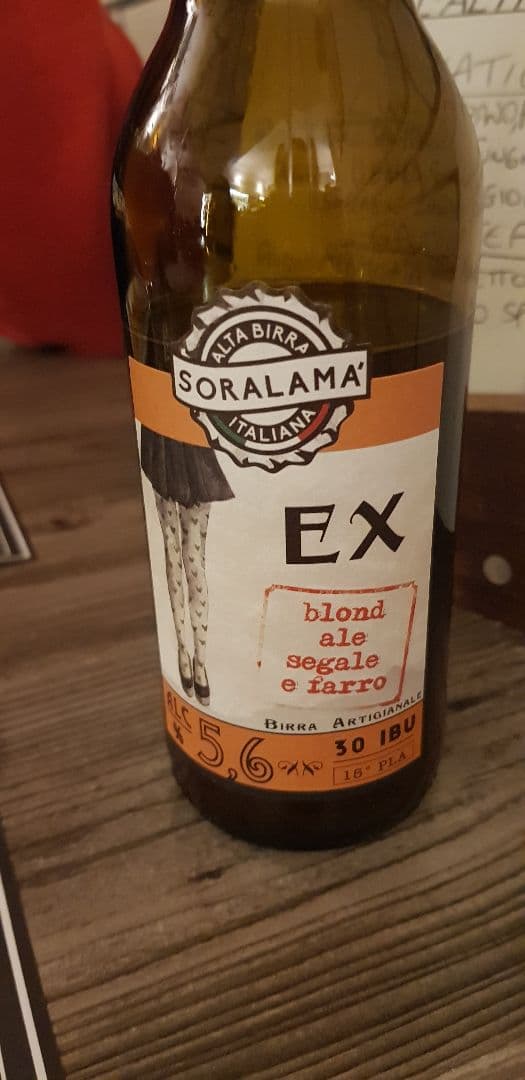 ALTA BIRRA
SORALAMA'
ITALIANA
EX
blond
ale
segale
e farro
BIRRA ARTIGIANALE
ALC
%
5,6
30 IBU
15° PLA